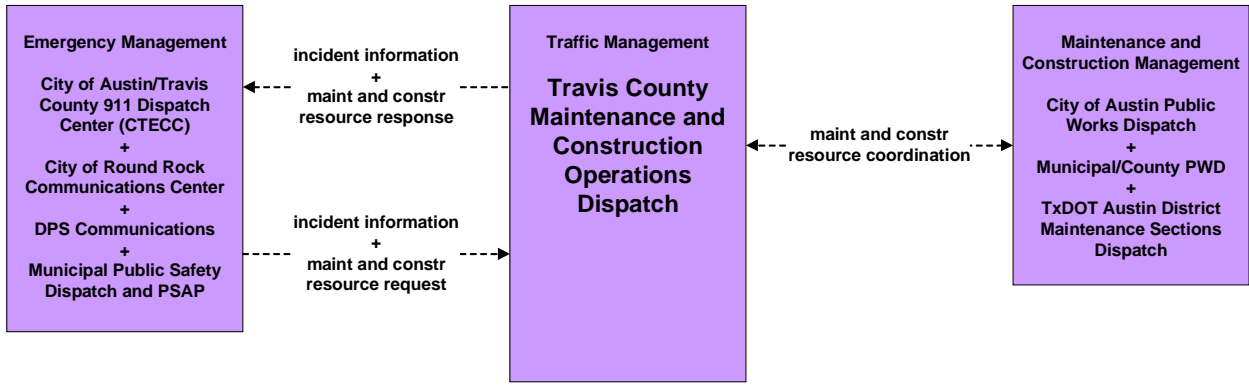 Emergency Management
City of Austin/Travis
County 911 Dispatch
Center (CTECC)
+
City of Round Rock
Communications Center
+
DPS Communications
+
Municipal Public Safety
Dispatch and PSAP
incident information
+
maint and constr
resource response
incident information
+
maint and constr
resource request
Traffic Management
Travis County
Maintenance and
Construction
Operations
Dispatch
maint and constr
resource coordination
Maintenance and
Construction Management
City of Austin Public
Works Dispatch
+
Municipal/County PWD
+
TxDOT Austin District
Maintenance Sections
Dispatch